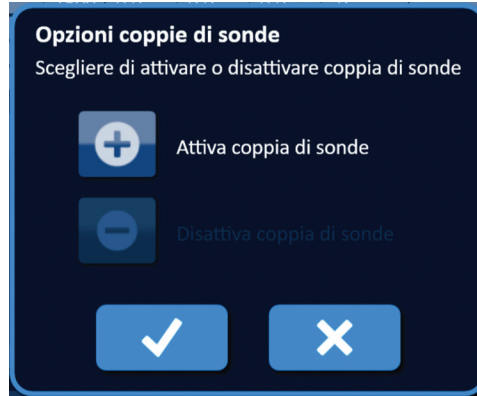 Opzioni coppie di sonde
Scegliere di attivare o disattivare coppia di sonde
Attiva coppia di sonde
Disattiva coppia di sonde